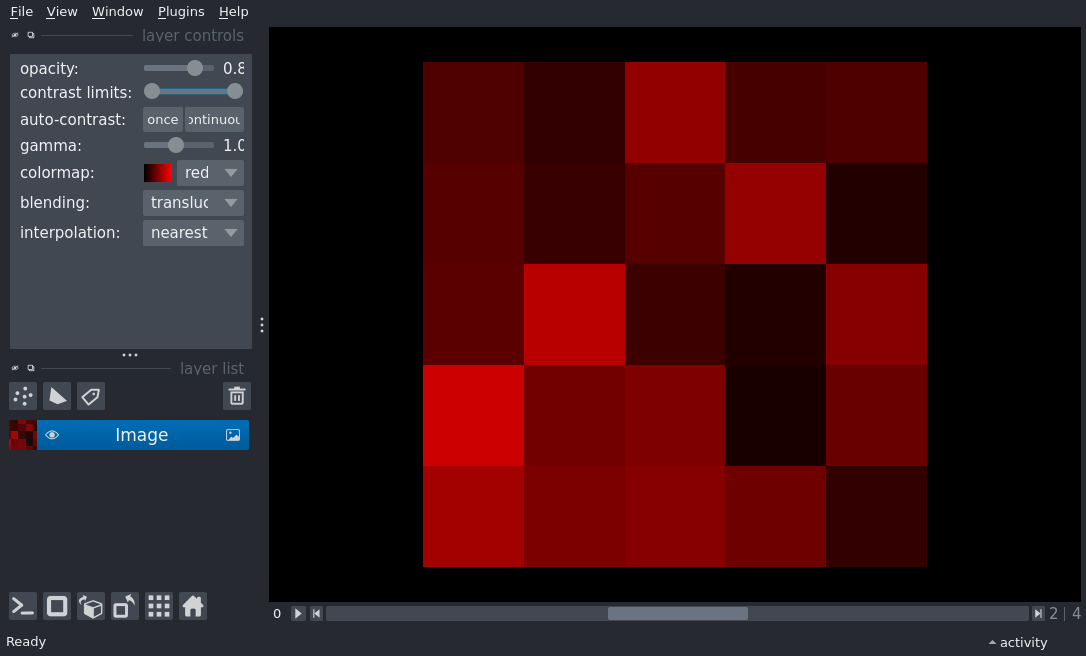 File View Window Plugins Help
layer controls
opacity: 0.8
contrast limits:
auto-contrast: once ontinuou
gamma: 1.0
colormap: red
blending: transluc
interpolation: nearest
layer list
Image
0 2 | 4
Ready
activity